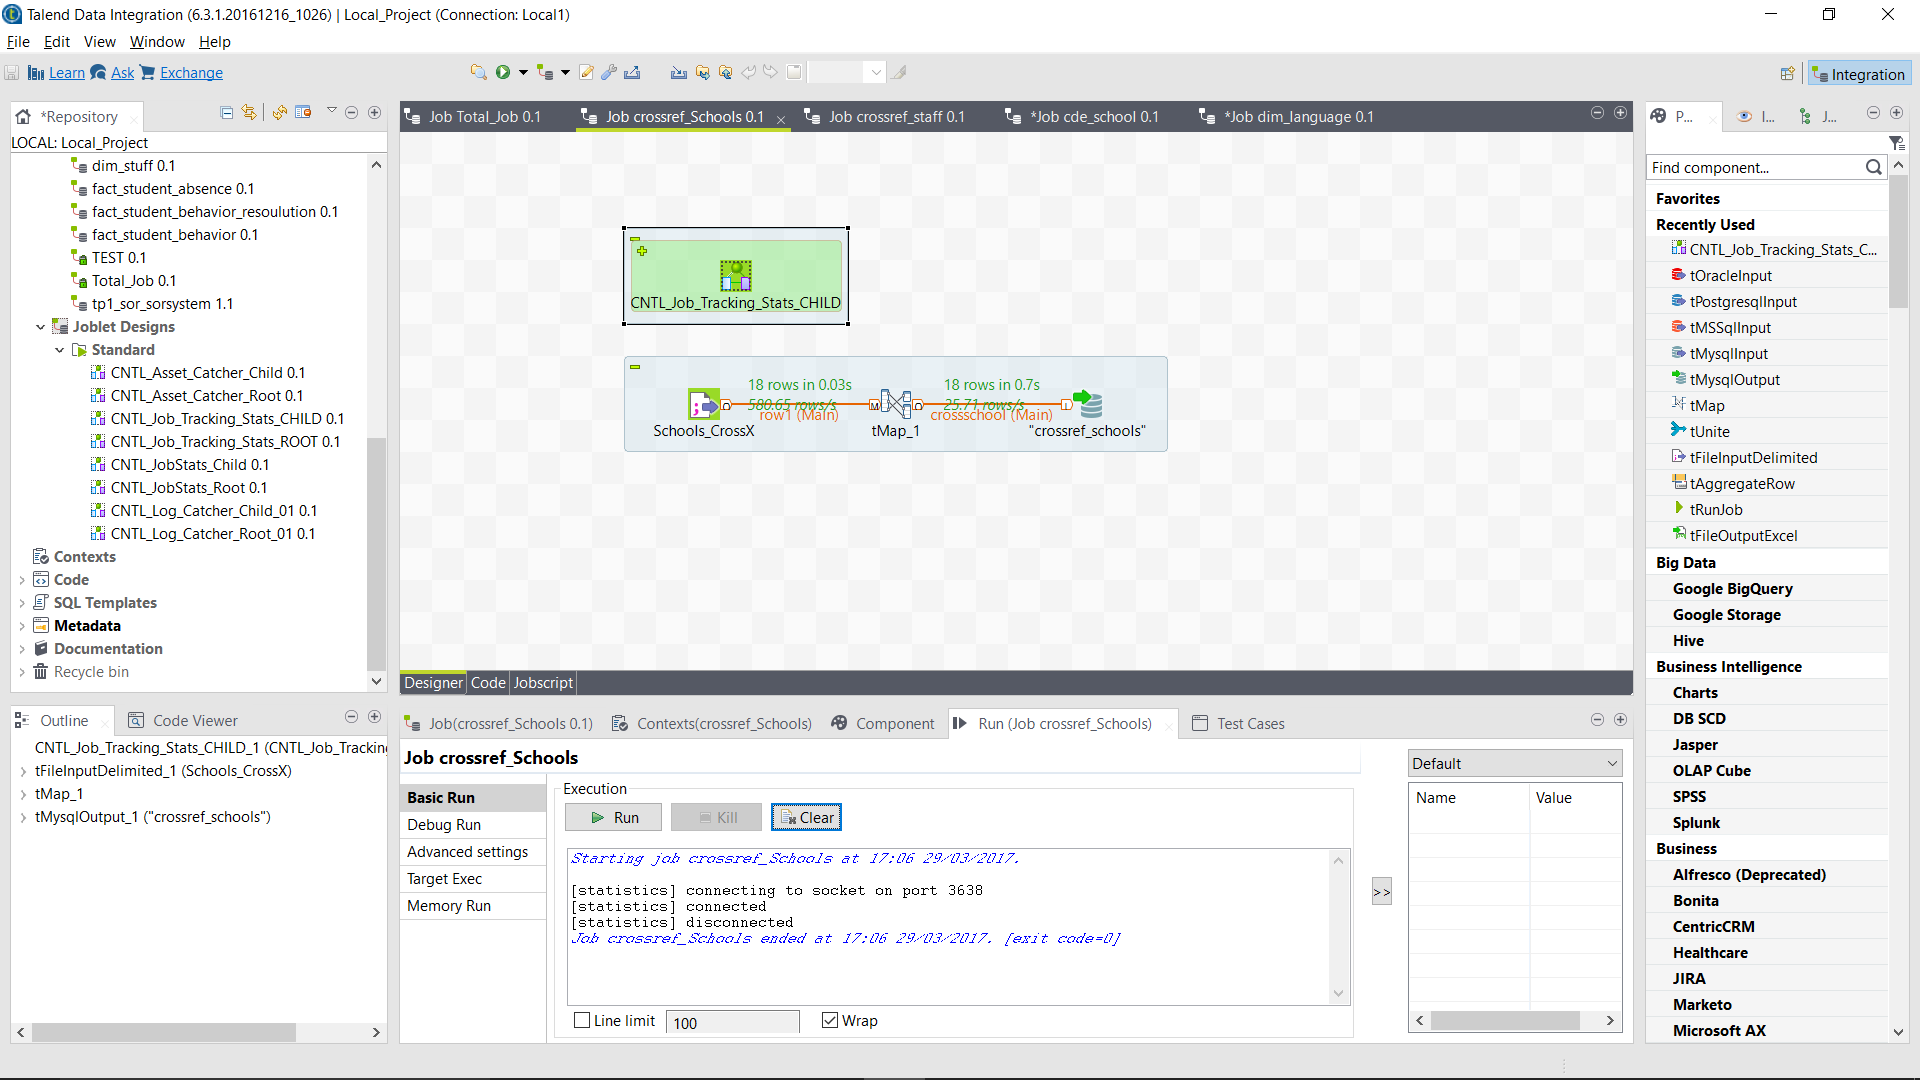 Talend Data Integration (6.3.1.20161216_1026) | Local_Project (Connection: Local1)
File Edit View Window Help
Learn Ask Exchange
Integration
*Repository
LOCAL: Local_Project
dim_stuff 0.1
fact_student_absence 0.1
fact_student_behavior_resoulution 0.1
fact_student_behavior 0.1
TEST 0.1
Total_Job 0.1
tp1_sor_sorsystem 1.1
Joblet Designs
Standard
CNTL_Asset_Catcher_Child 0.1
CNTL_Asset_Catcher_Root 0.1
CNTL_Job_Tracking_Stats_CHILD 0.1
CNTL_Job_Tracking_Stats_ROOT 0.1
CNTL_JobStats_Child 0.1
CNTL_JobStats_Root 0.1
CNTL_Log_Catcher_Child_01 0.1
CNTL_Log_Catcher_Root_01 0.1
Contexts
Code
SQL Templates
Metadata
Documentation
Recycle bin
Outline Code Viewer
CNTL_Job_Tracking_Stats_CHILD_1 (CNTL_Job_Tracking
tFileInputDelimited_1 (Schools_CrossX)
tMap_1
tMysqlOutput_1 ("crossref_schools")
Job Total_Job 0.1 Job crossref_Schools 0.1 Job crossref_staff 0.1 *Job cde_school 0.1 *Job dim_language 0.1
CNTL_Job_Tracking_Stats_CHILD
18 rows in 0.03s 18 rows in 0.7s
580.65 rows/s 25.71 rows/s
row1 (Main) crossschool (Main)
Schools_CrossX tMap_1 "crossref_schools"
Designer Code Jobscript
Job(crossref_Schools 0.1) Contexts(crossref_Schools) Component Run (Job crossref_Schools) Test Cases
Job crossref_Schools
Basic Run
Debug Run
Advanced settings
Target Exec
Memory Run
Execution
Run Kill Clear
Starting job crossref_Schools at 17:06 29/03/2017.
[statistics] connecting to socket on port 3638
[statistics] connected
[statistics] disconnected
Job crossref_Schools ended at 17:06 29/03/2017. [exit code=0]
Line limit 100 Wrap
>>
Default
Name Value
P... I... J...
Find component...
Favorites
Recently Used
CNTL_Job_Tracking_Stats_C...
tOracleInput
tPostgresqlInput
tMSSqlInput
tMysqlInput
tMysqlOutput
tMap
tUnite
tFileInputDelimited
tAggregateRow
tRunJob
tFileOutputExcel
Big Data
Google BigQuery
Google Storage
Hive
Business Intelligence
Charts
DB SCD
Jasper
OLAP Cube
SPSS
Splunk
Business
Alfresco (Deprecated)
Bonita
CentricCRM
Healthcare
JIRA
Marketo
Microsoft AX